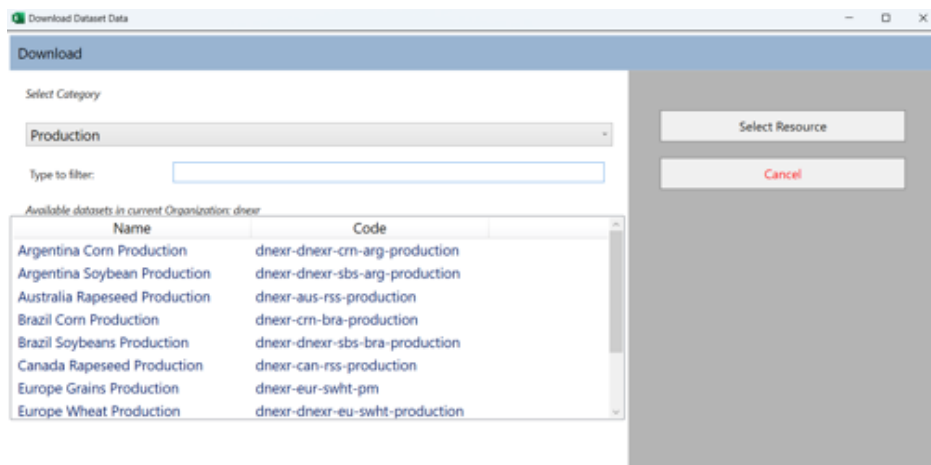 Download Dataset Data
Download
Select Category
Production
Select Resource
Type to filter:
Cancel
Available datasets in current Organization: dnexr
Name Code
Argentina Corn Production dnexr-dnexr-crn-arg-production
Argentina Soybean Production dnexr-dnexr-sbs-arg-production
Australia Rapeseed Production dnexr-aus-rss-production
Brazil Corn Production dnexr-crn-bra-production
Brazil Soybeans Production dnexr-dnexr-sbs-bra-production
Canada Rapeseed Production dnexr-can-rss-production
Europe Grains Production dnexr-eur-swht-pm
Europe Wheat Production dnexr-dnexr-eu-swht-production